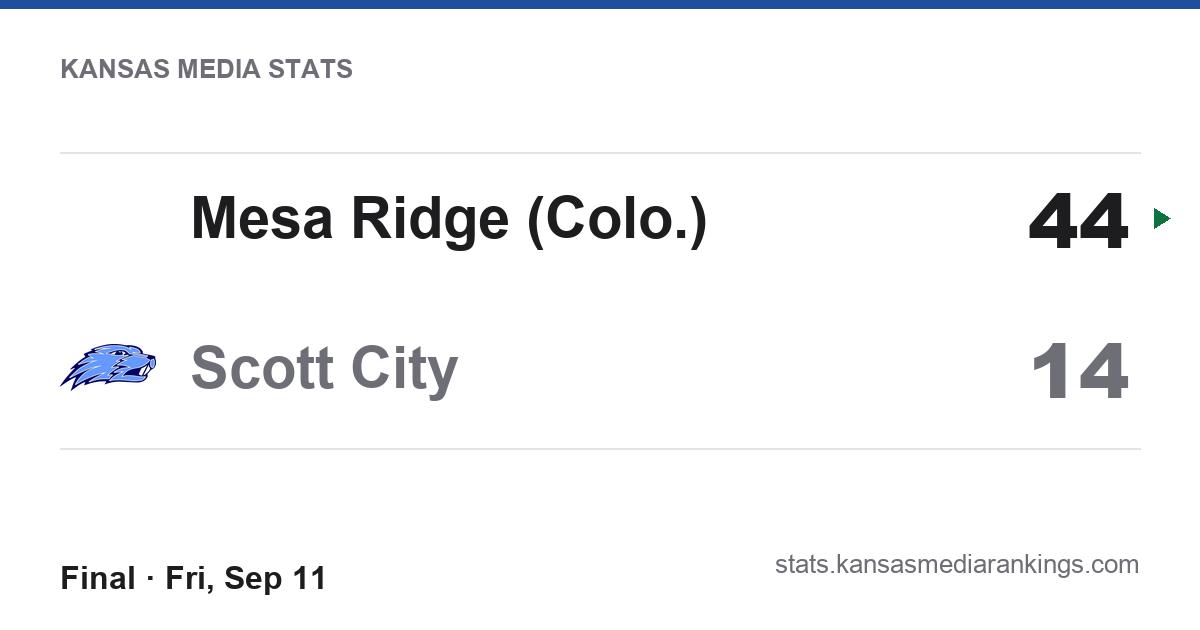 KANSAS MEDIA STATS
Mesa Ridge (Colo.) 44
Scott City 14
Final · Fri, Sep 11
stats.kansasmediarankings.com